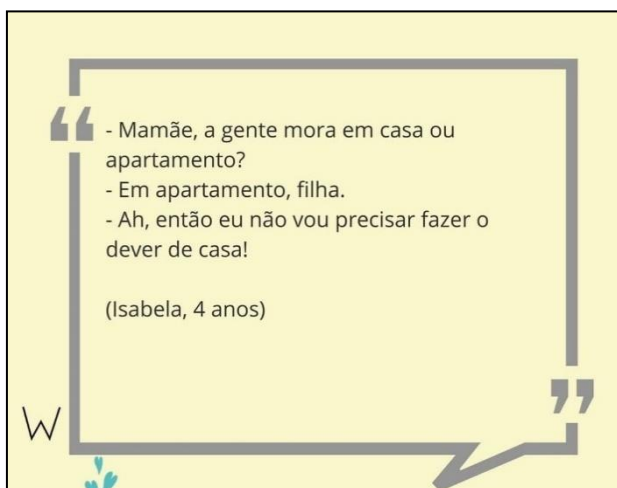 - Mamãe, a gente mora em casa ou
apartamento?
- Em apartamento, filha.
- Ah, então eu não vou precisar fazer o
dever de casa!
(Isabela, 4 anos)
W